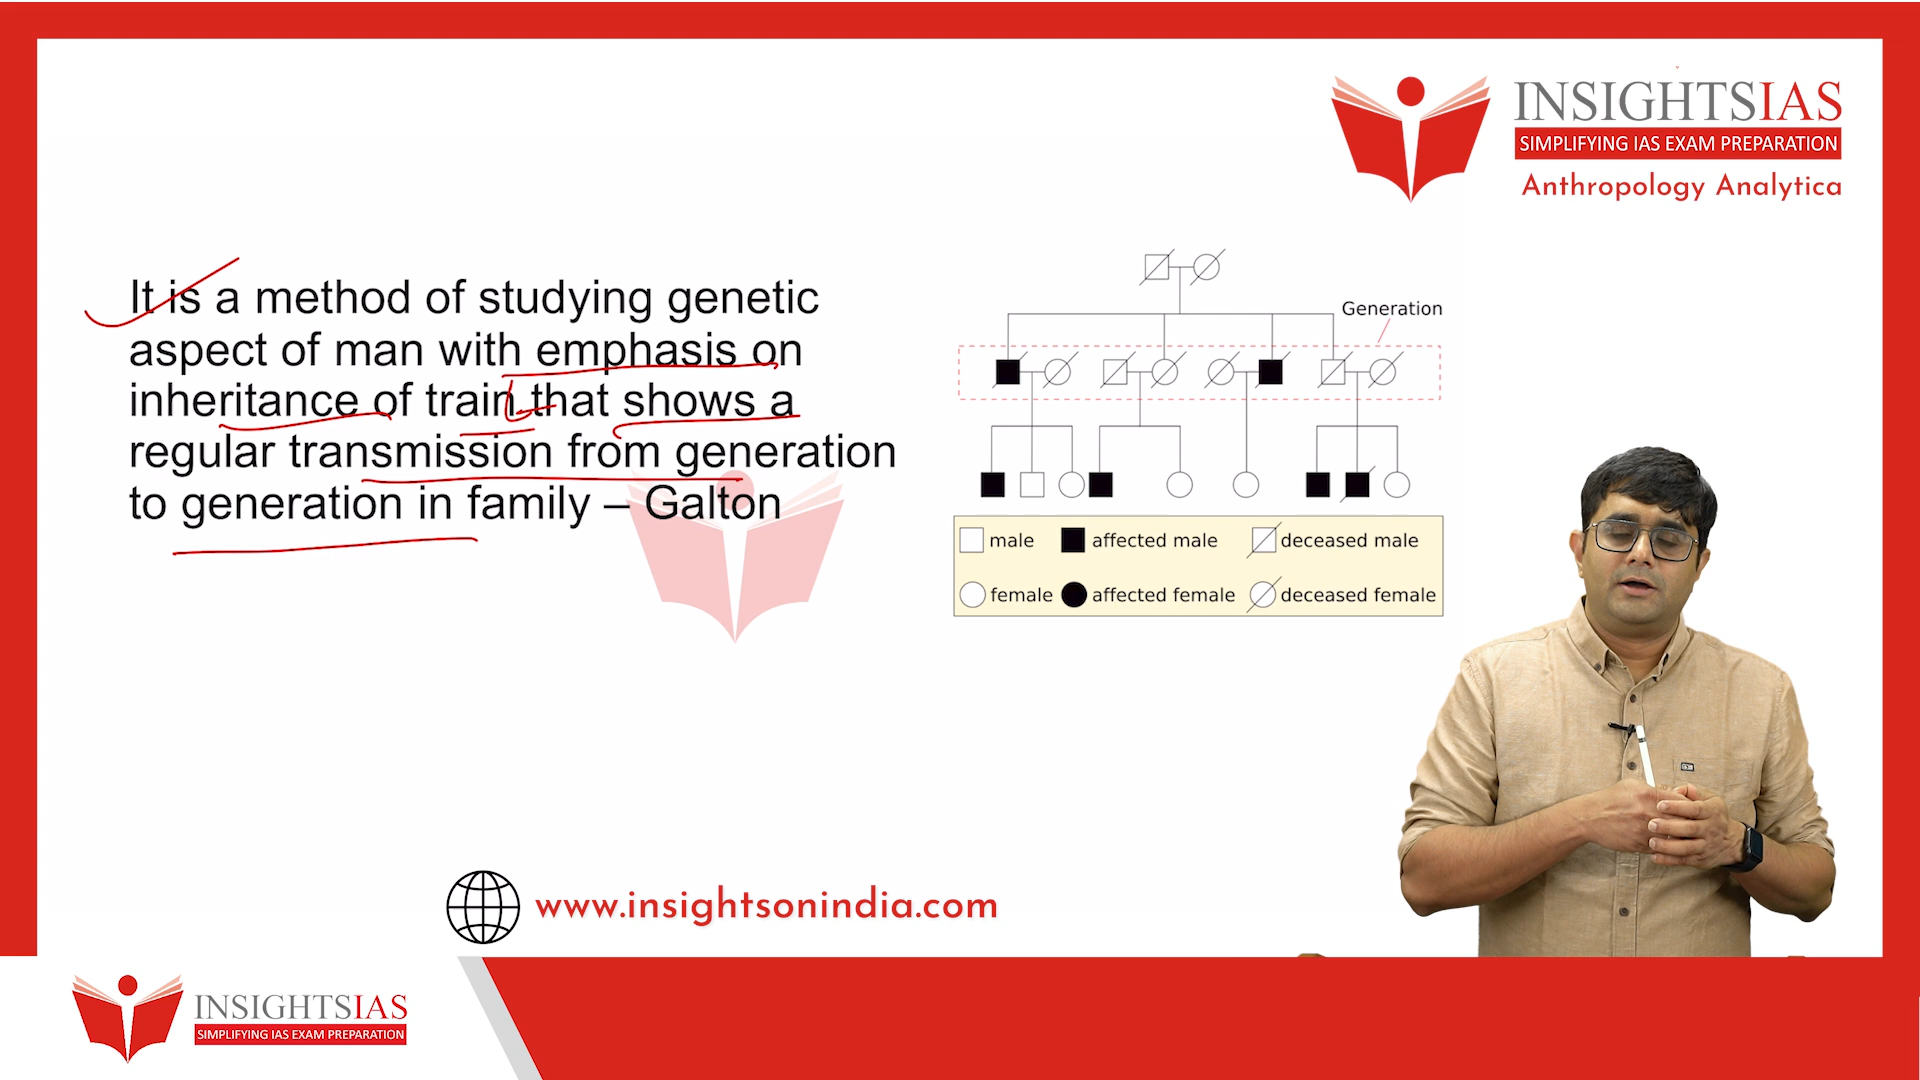 INSIGHTSIAS
SIMPLIFYING IAS EXAM PREPARATION
Anthropology Analytica
It is a method of studying genetic
aspect of man with emphasis on
inheritance of train that shows a
regular transmission from generation
to generation in family – Galton
Generation
male affected male deceased male
female affected female deceased female
www.insightsonindia.com
INSIGHTSIAS
SIMPLIFYING IAS EXAM PREPARATION